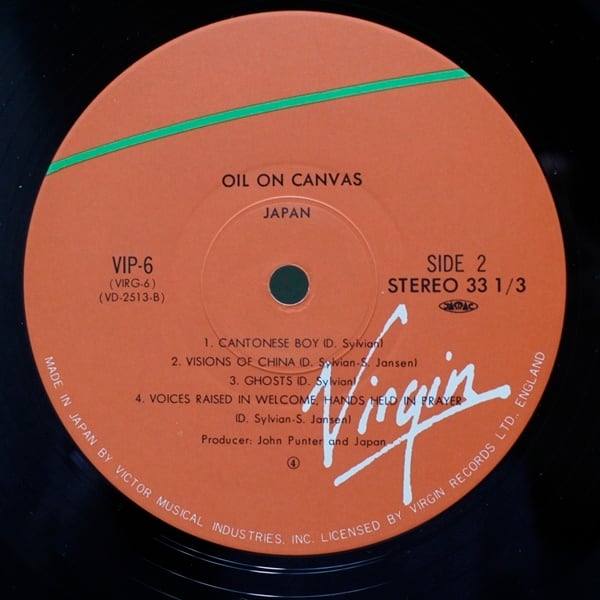 OIL ON CANVAS
JAPAN
VIP-6
(VIRG-6)
(VD-2513-B)
SIDE 2
STEREO 33 1/3
JASRAC
1. CANTONESE BOY (D. Sylvian)
2. VISIONS OF CHINA (D. Sylvian-S. Jansen)
3. GHOSTS (D. Sylvian)
4. VOICES RAISED IN WELCOME, HANDS HELD IN PRAYER
(D. Sylvian-S. Jansen)
Producer: John Punter and Japan
④
Virgin
MADE IN JAPAN BY VICTOR MUSICAL INDUSTRIES, INC. LICENSED BY VIRGIN RECORDS LTD., ENGLAND